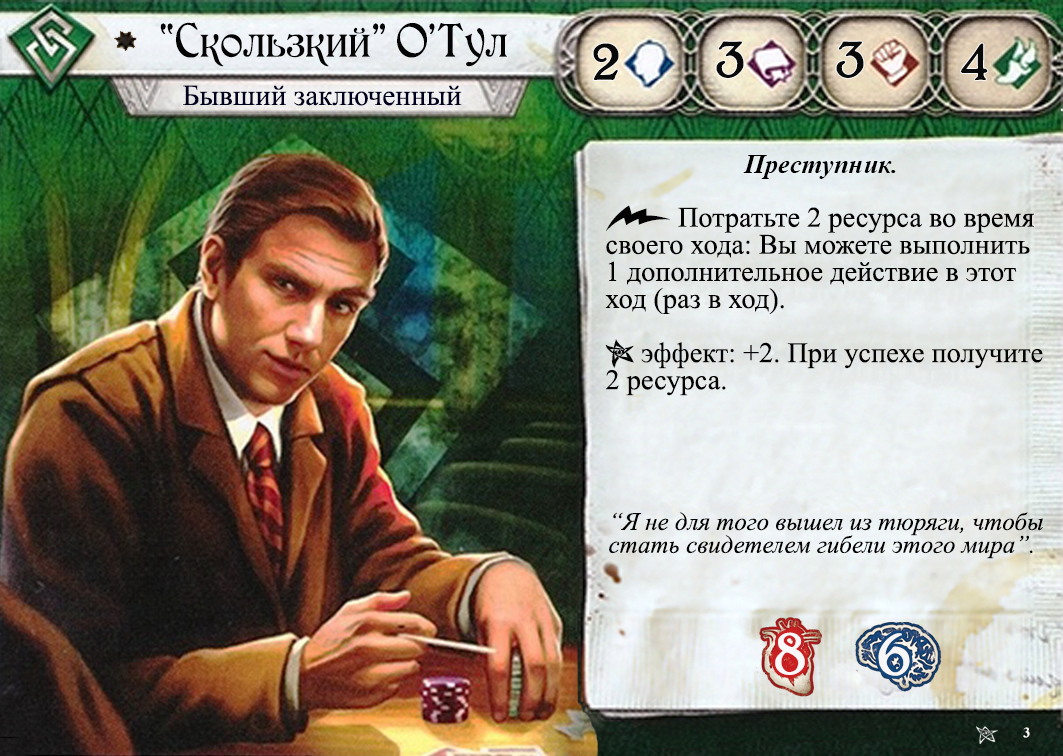 "Скользкий" О'Тул
2 3 3 4
Бывший заключенный
Преступник.
Потратьте 2 ресурса во время
своего хода: Вы можете выполнить
1 дополнительное действие в этот
ход (раз в ход).
эффект: +2. При успехе получите
2 ресурса.
“Я не для того вышел из тюряги, чтобы
стать свидетелем гибели этого мира”.
8 6
3